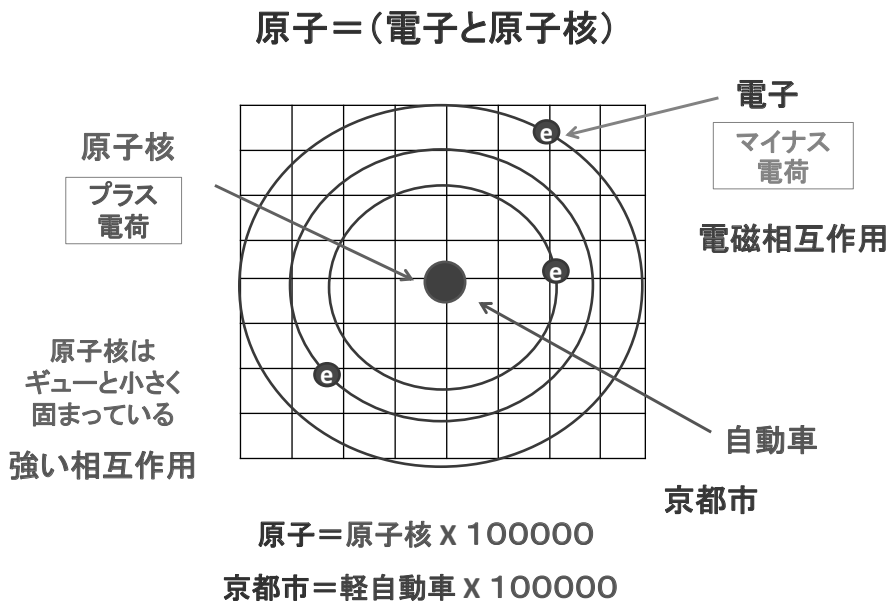 原子＝（電子と原子核）
電子
マイナス
電荷
電磁相互作用
原子核
プラス
電荷
e
e
e
原子核は
ギューと小さく
固まっている
強い相互作用
自動車
京都市
原子＝原子核 X 100000
京都市＝軽自動車 X 100000